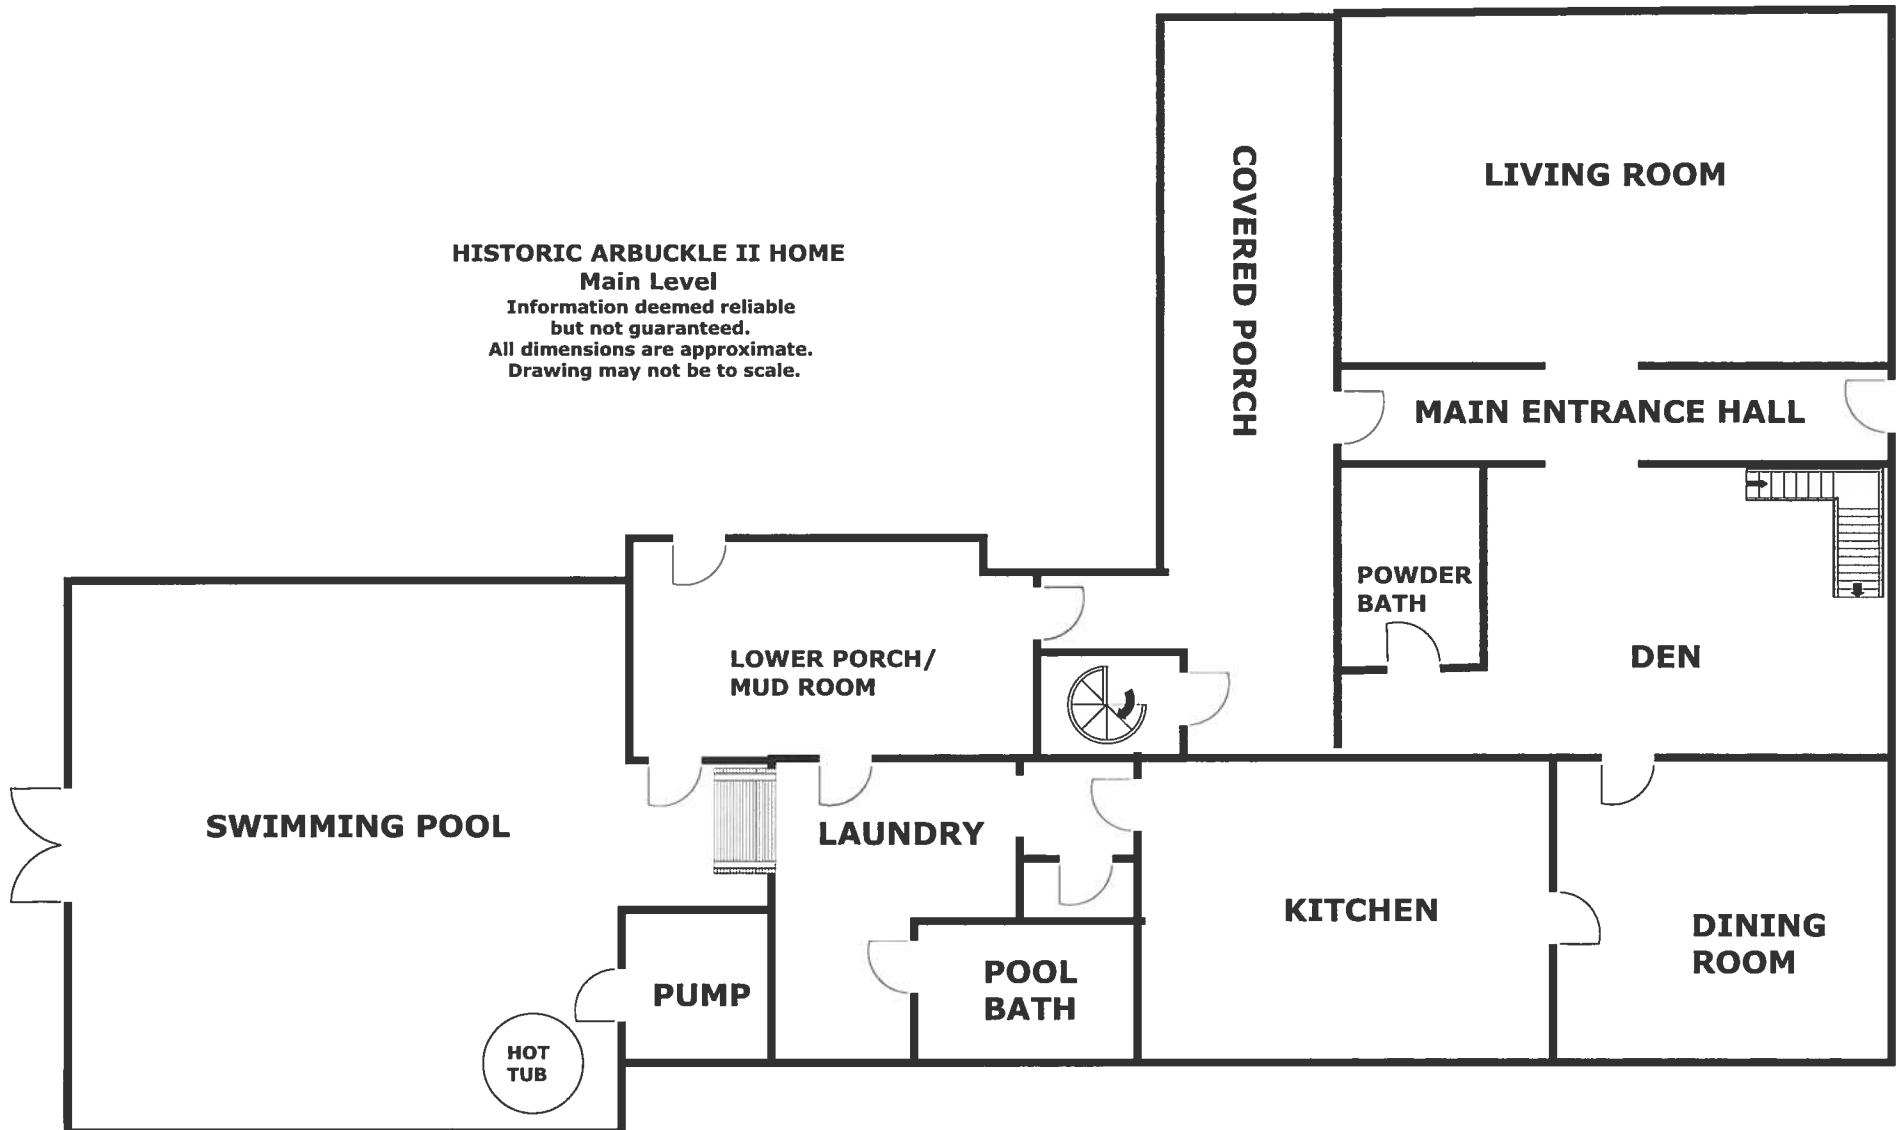 HISTORIC ARBUCKLE II HOME
Main Level
Information deemed reliable
but not guaranteed.
All dimensions are approximate.
Drawing may not be to scale.
COVERED PORCH
LIVING ROOM
MAIN ENTRANCE HALL
POWDER
BATH
DEN
LOWER PORCH/
MUD ROOM
SWIMMING POOL
LAUNDRY
KITCHEN
DINING
ROOM
POOL
BATH
PUMP
HOT
TUB